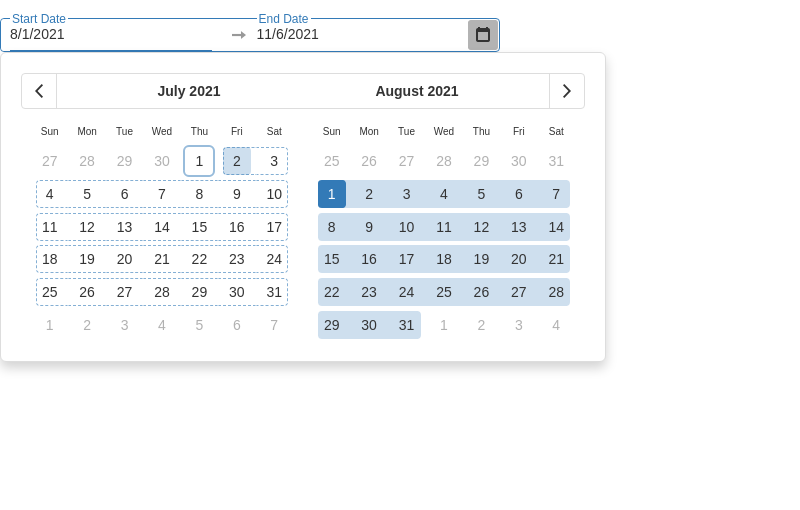 Start Date End Date
8/1/2021 11/6/2021
July 2021 August 2021
Sun Mon Tue Wed Thu Fri Sat Sun Mon Tue Wed Thu Fri Sat
27 28 29 30 1 2 3 25 26 27 28 29 30 31
4 5 6 7 8 9 10 1 2 3 4 5 6 7
11 12 13 14 15 16 17 8 9 10 11 12 13 14
18 19 20 21 22 23 24 15 16 17 18 19 20 21
25 26 27 28 29 30 31 22 23 24 25 26 27 28
1 2 3 4 5 6 7 29 30 31 1 2 3 4